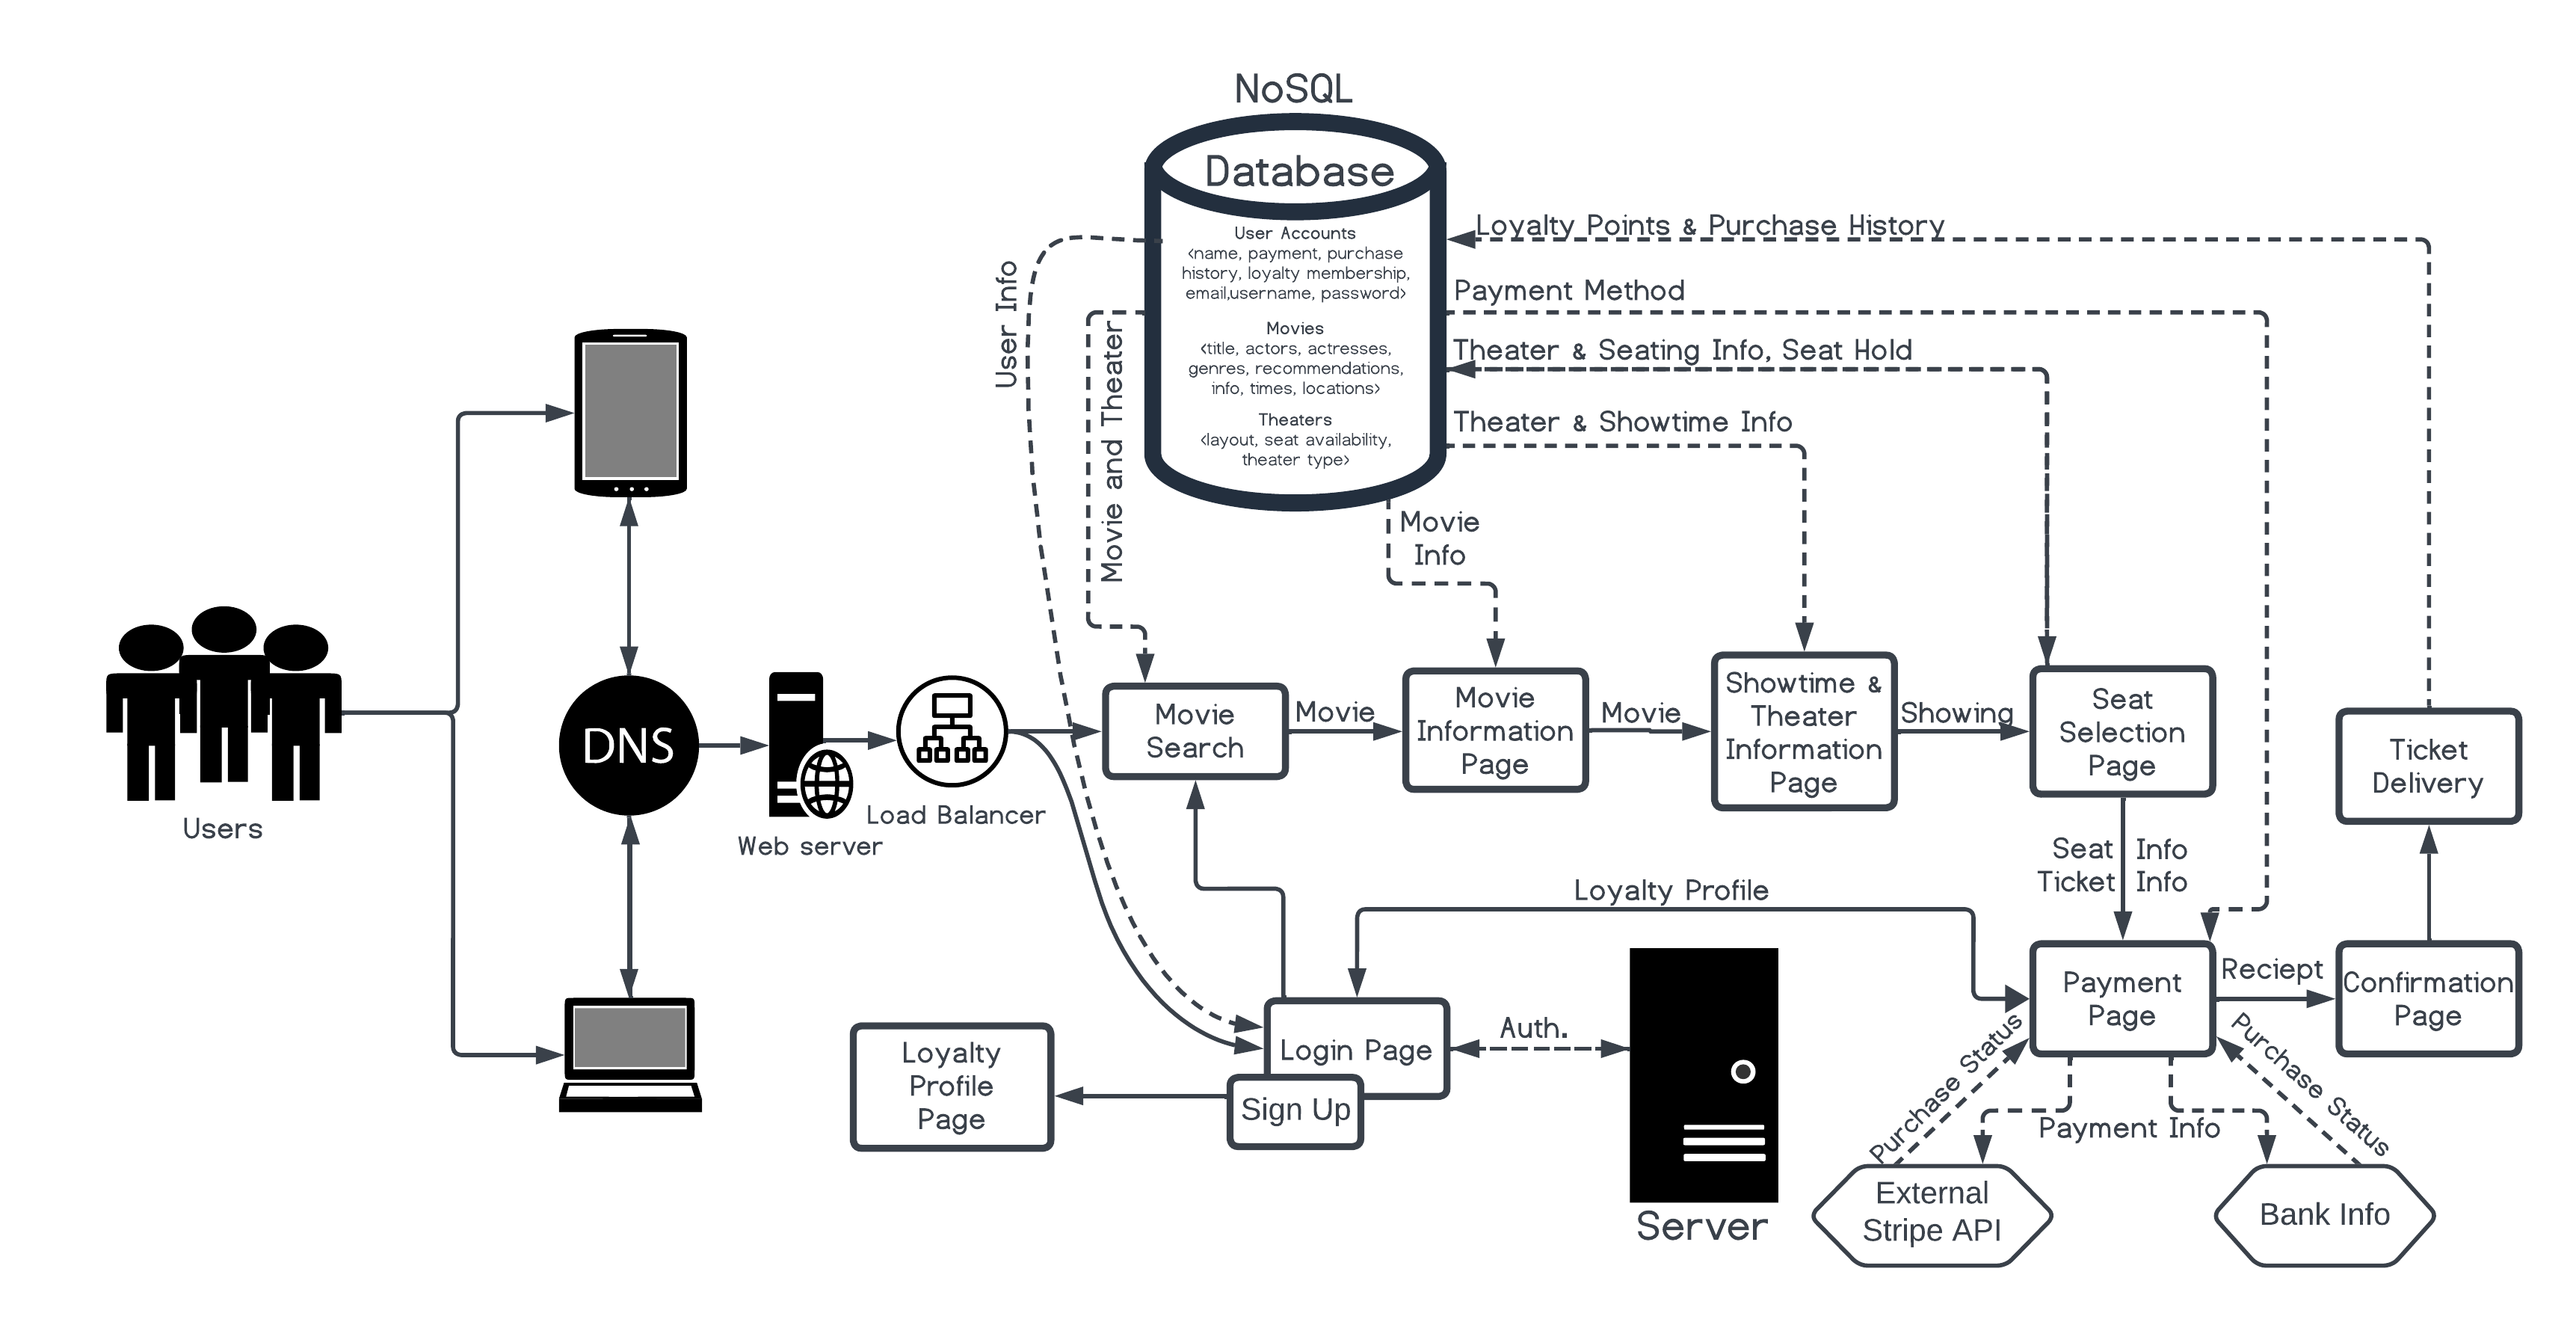 NoSQL
Database
User Accounts
<name, payment, purchase
history, loyalty membership,
email,username, password>
Movies
<title, actors, actresses,
genres, recommendations,
info, times, locations>
Theaters
<layout, seat availability,
theater type>
Loyalty Points & Purchase History
Payment Method
Theater & Seating Info, Seat Hold
Theater & Showtime Info
User Info
Movie and Theater
Movie
Info
Users
DNS
Web server
Load Balancer
Movie
Search
Movie
Movie
Information
Page
Movie
Showtime &
Theater
Information
Page
Showing
Seat
Selection
Page
Ticket
Delivery
Seat Info
Ticket Info
Loyalty Profile
Loyalty
Profile
Page
Login Page
Sign Up
Auth.
Server
Payment
Page
Reciept
Confirmation
Page
Purchase Status
Payment Info
Purchase Status
External
Stripe API
Bank Info